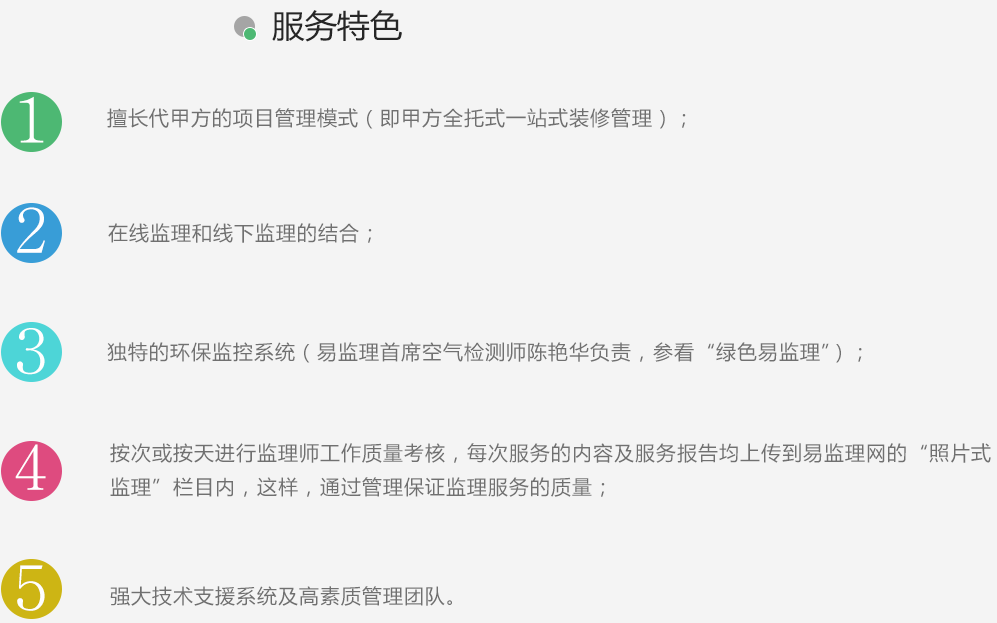 服务特色
1 擅长代甲方的项目管理模式（即甲方全托式一站式装修管理）；
2 在线监理和线下监理的结合；
3 独特的环保监控系统（易监理首席空气检测师陈艳华负责，参看“绿色易监理”）；
4 按次或按天进行监理师工作质量考核，每次服务的内容及服务报告均上传到易监理网的“照片式
监理”栏目内，这样，通过管理保证监理服务的质量；
5 强大技术支援系统及高素质管理团队。